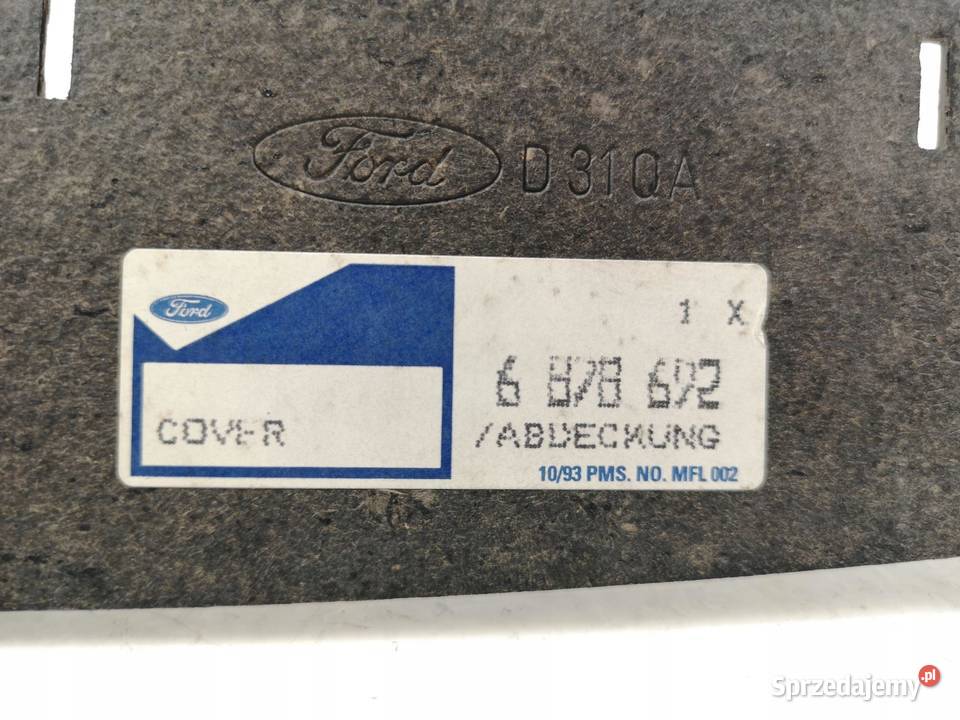 Ford D310A
Ford
1 X
6 878 692
COVER /ABDECKUNG
10/93 PMS. NO. MFL 002
Sprzedajemy.pl